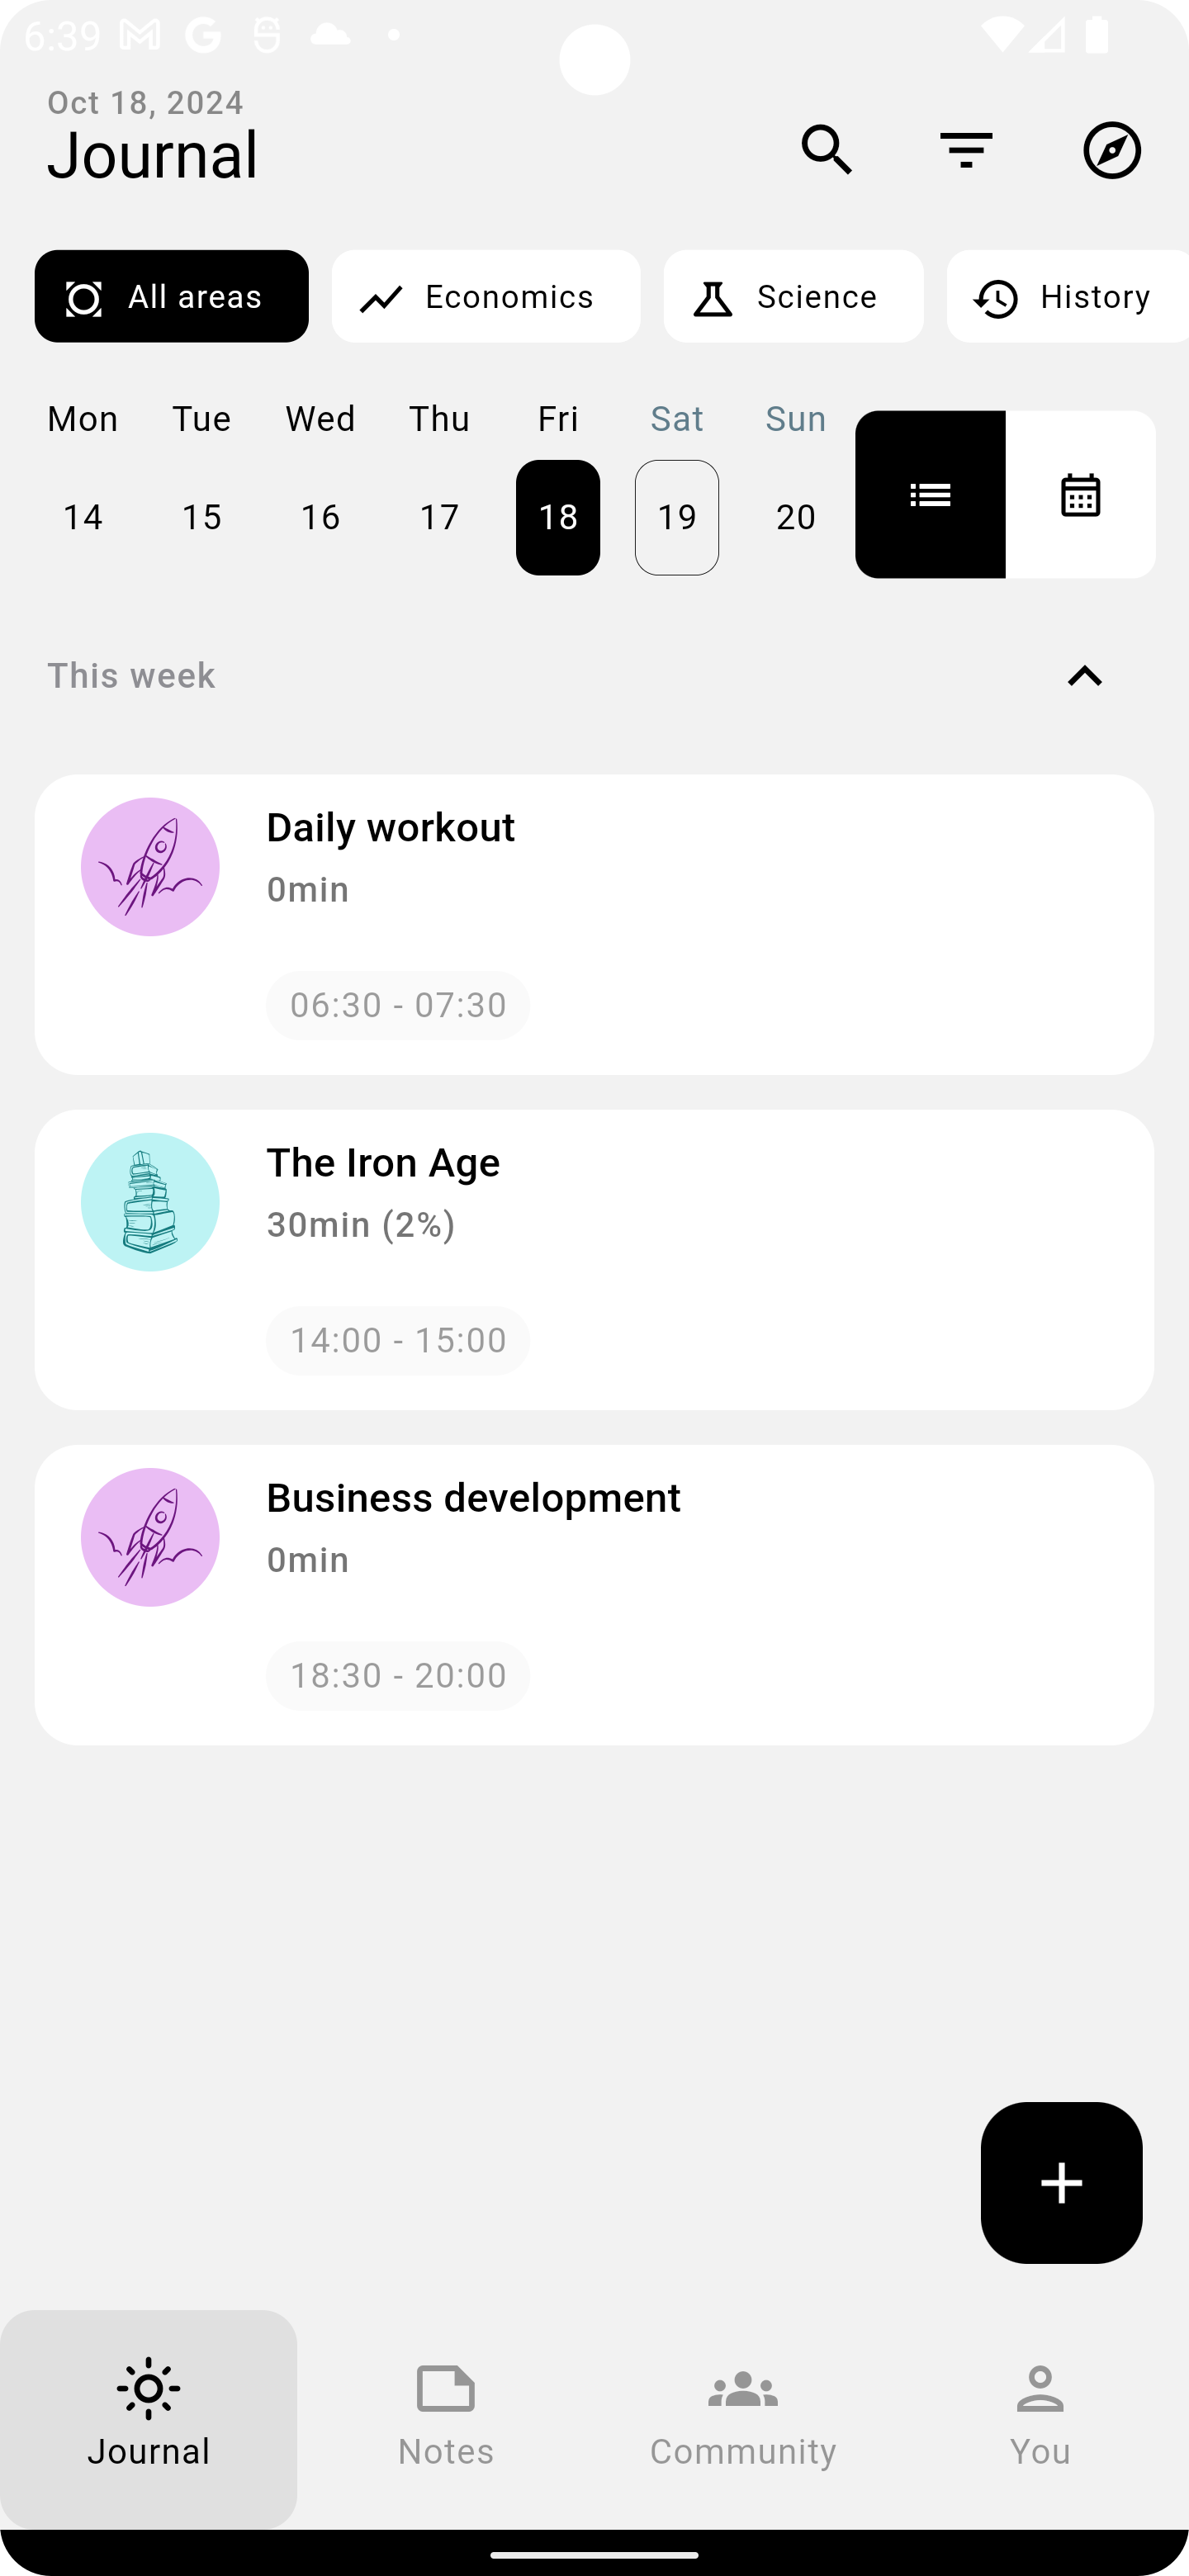 6:39
Oct 18, 2024
Journal
All areas
Economics
Science
History
Mon Tue Wed Thu Fri Sat Sun
14 15 16 17 18 19 20
This week
Daily workout
0min
06:30 - 07:30
The Iron Age
30min (2%)
14:00 - 15:00
Business development
0min
18:30 - 20:00
Journal
Notes
Community
You